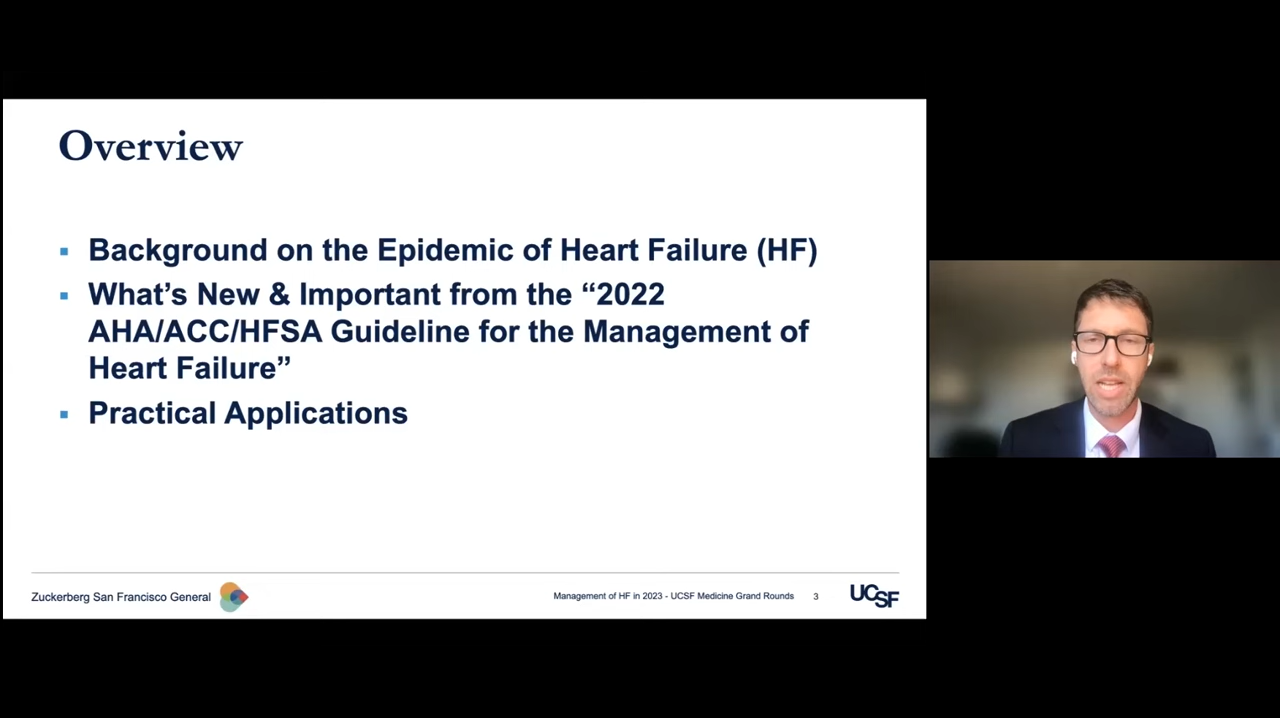 Overview
Background on the Epidemic of Heart Failure (HF)
What’s New & Important from the “2022
AHA/ACC/HFSA Guideline for the Management of
Heart Failure”
Practical Applications
Zuckerberg San Francisco General
Management of HF in 2023 - UCSF Medicine Grand Rounds
3
UCSF